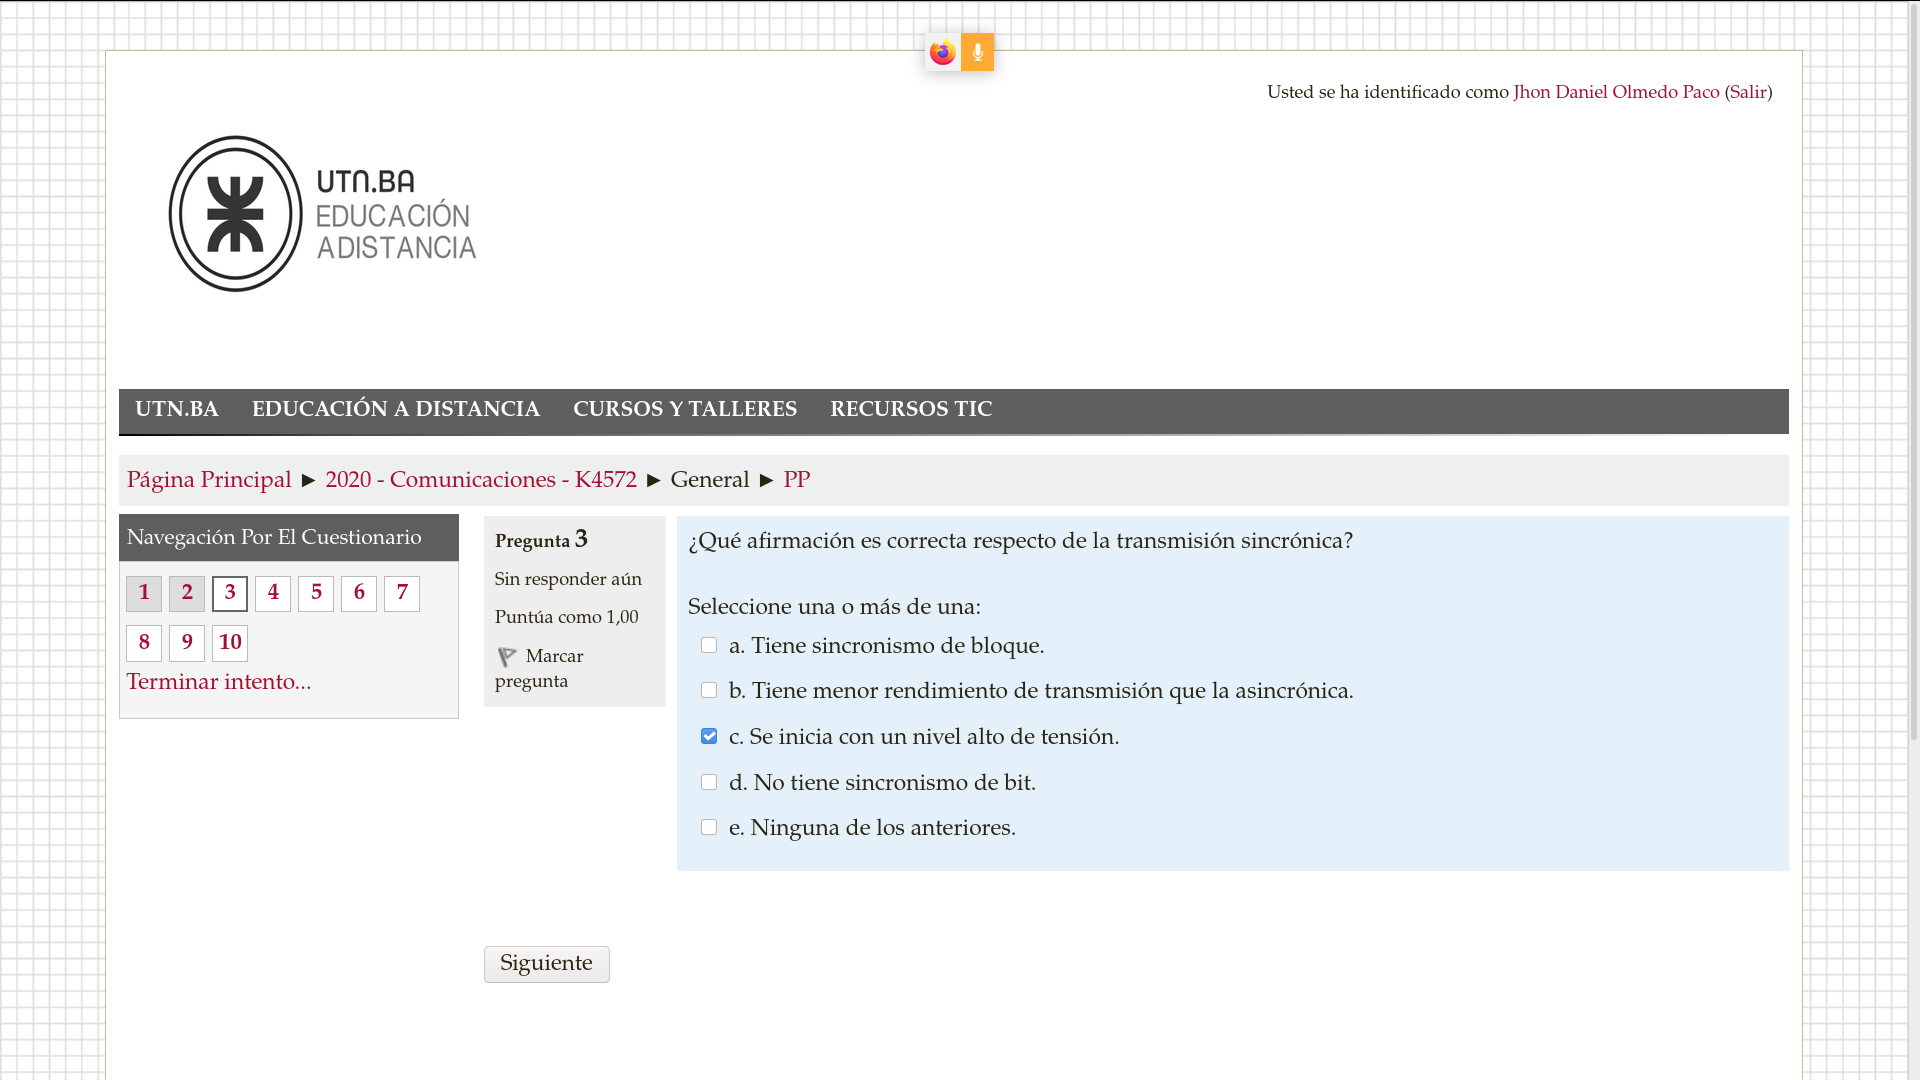 Usted se ha identificado como Jhon Daniel Olmedo Paco (Salir)
UTN.BA
EDUCACIÓN
A DISTANCIA
UTN.BA EDUCACIÓN A DISTANCIA CURSOS Y TALLERES RECURSOS TIC
Página Principal ► 2020 - Comunicaciones - K4572 ► General ► PP
Navegación Por El Cuestionario
1 2 3 4 5 6 7
8 9 10
Terminar intento...
Pregunta 3
Sin responder aún
Puntúa como 1,00
Marcar
pregunta
¿Qué afirmación es correcta respecto de la transmisión sincrónica?
Seleccione una o más de una:
a. Tiene sincronismo de bloque.
b. Tiene menor rendimiento de transmisión que la asincrónica.
c. Se inicia con un nivel alto de tensión.
d. No tiene sincronismo de bit.
e. Ninguna de los anteriores.
Siguiente